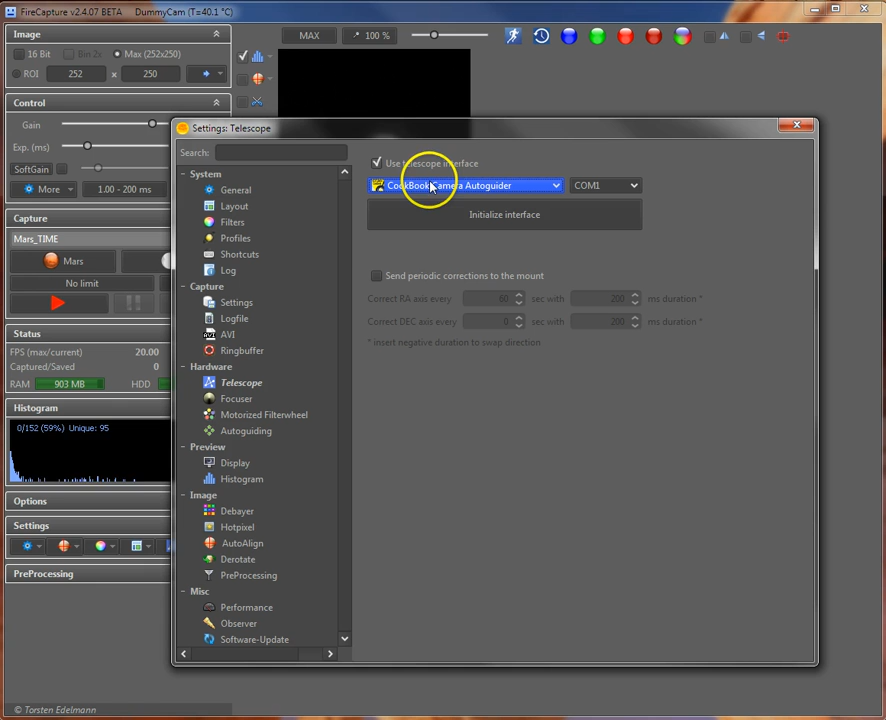 FireCapture v2.4.07 BETA DummyCam (T=40.1 °C)
Image
16 Bit Bin 2x Max (252x250)
ROI 252 x 250
MAX 100 %
Control
Gain
Exp. (ms)
SoftGain
More 1.00 - 200 ms
Capture
Mars_TIME
Mars
No limit
Status
FPS (max/current) 20.00
Captured/Saved 0
RAM 903 MB HDD
Histogram
0/152 (59%) Unique: 95
Options
Settings
PreProcessing
© Torsten Edelmann
Settings: Telescope
Search:
System
General
Layout
Filters
Profiles
Shortcuts
Log
Capture
Settings
Logfile
AVI
Ringbuffer
Hardware
Telescope
Focuser
Motorized Filterwheel
Autoguiding
Preview
Display
Histogram
Image
Debayer
Hotpixel
AutoAlign
Derotate
PreProcessing
Misc
Performance
Observer
Software-Update
Use telescope interface
CookBook Camera Autoguider COM1
Initialize interface
Send periodic corrections to the mount
Correct RA axis every 60 sec with 200 ms duration *
Correct DEC axis every 0 sec with 200 ms duration *
* insert negative duration to swap direction